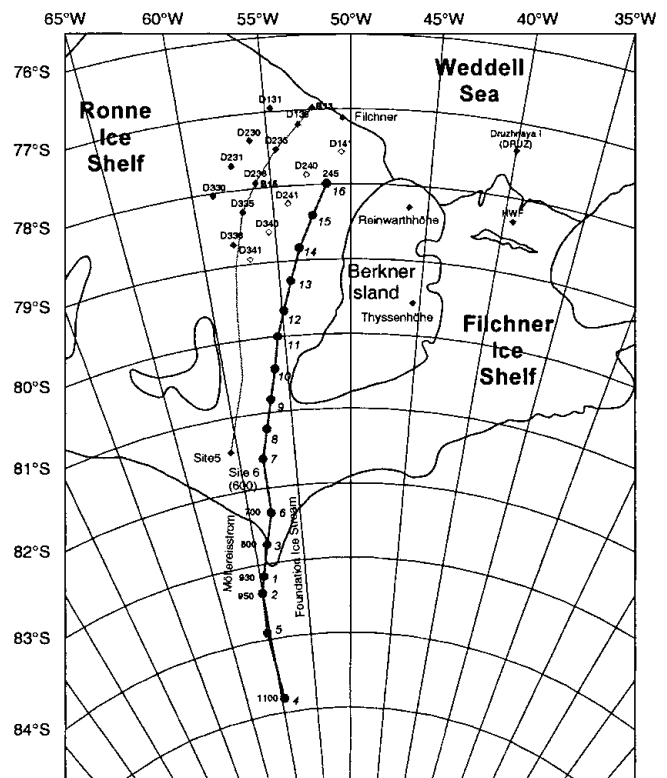 65°W 60°W 55°W 50°W 45°W 40°W 35°W
76°S
Weddell
Sea
Ronne
Ice
Shelf
D131
Filchner
Druzhnaya I
(DRUZ)
D230
D235
D141
77°S
D231
D240
D236
B15
245
D330
16
D241
D335
Reinwarthhöhe
HWF
15
78°S
D340
D336
D341
14
Berkner
Island
13
79°S
Thyssenhöhe
12
Filchner
Ice
Shelf
11
10
80°S
9
8
Site5
7
81°S
Site 6
(600)
700
6
Möllereisstrom
Foundation Ice Stream
800
3
82°S
930
1
950
2
5
83°S
1100
4
84°S